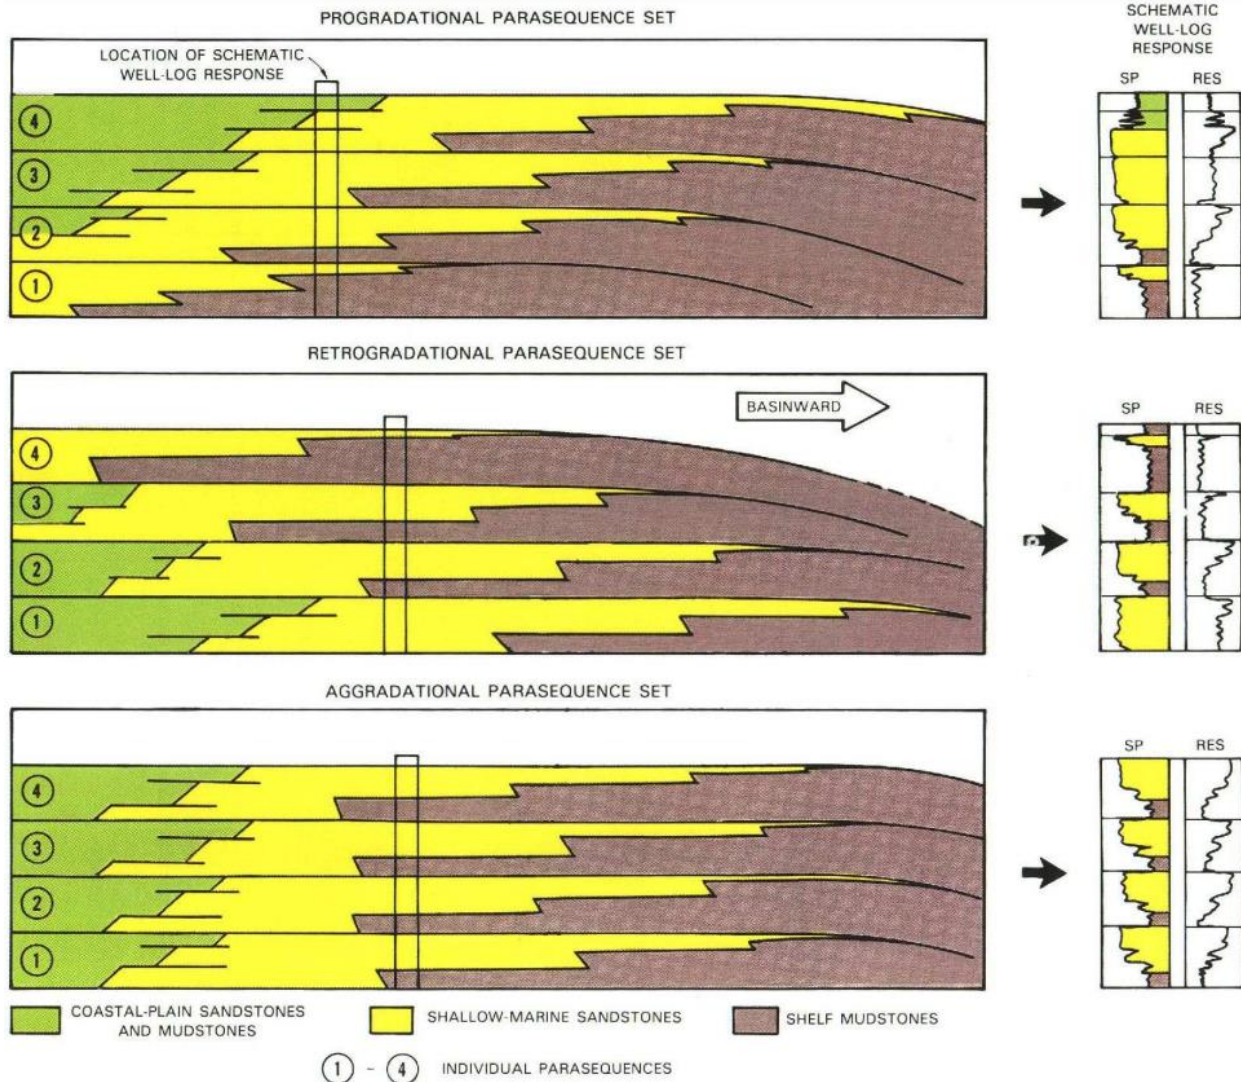 PROGRADATIONAL PARASEQUENCE SET
SCHEMATIC
WELL-LOG
RESPONSE
LOCATION OF SCHEMATIC
WELL-LOG RESPONSE
SP RES
4
3
2
1
RETROGRADATIONAL PARASEQUENCE SET
BASINWARD
SP RES
4
3
2
1
AGGRADATIONAL PARASEQUENCE SET
SP RES
4
3
2
1
COASTAL-PLAIN SANDSTONES
AND MUDSTONES
SHALLOW-MARINE SANDSTONES
SHELF MUDSTONES
1 - 4 INDIVIDUAL PARASEQUENCES